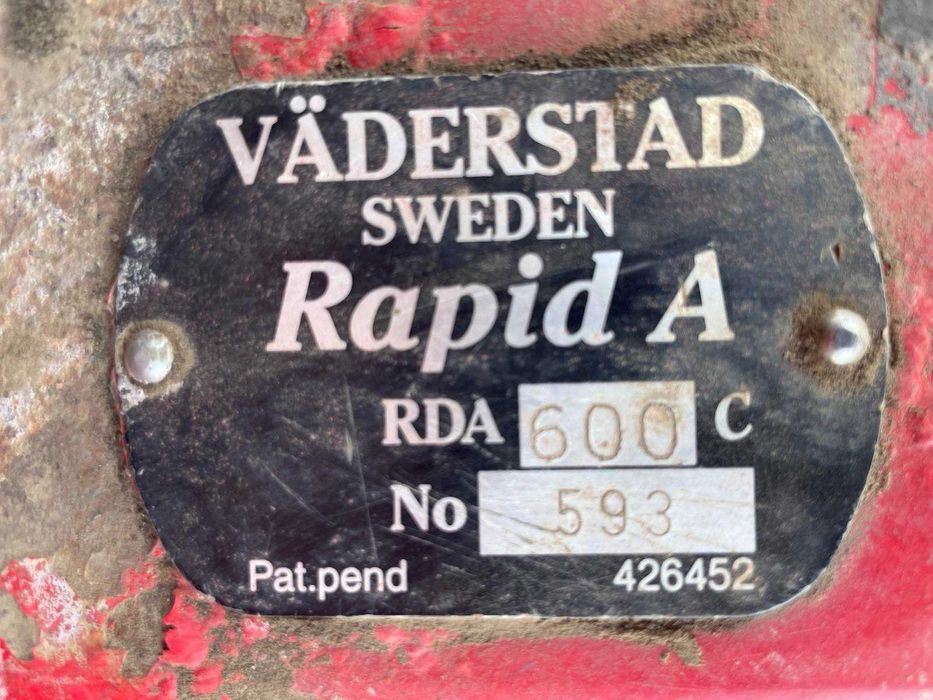 VÄDERSTAD
SWEDEN
Rapid A
RDA 600 C
No 593
Pat.pend 426452